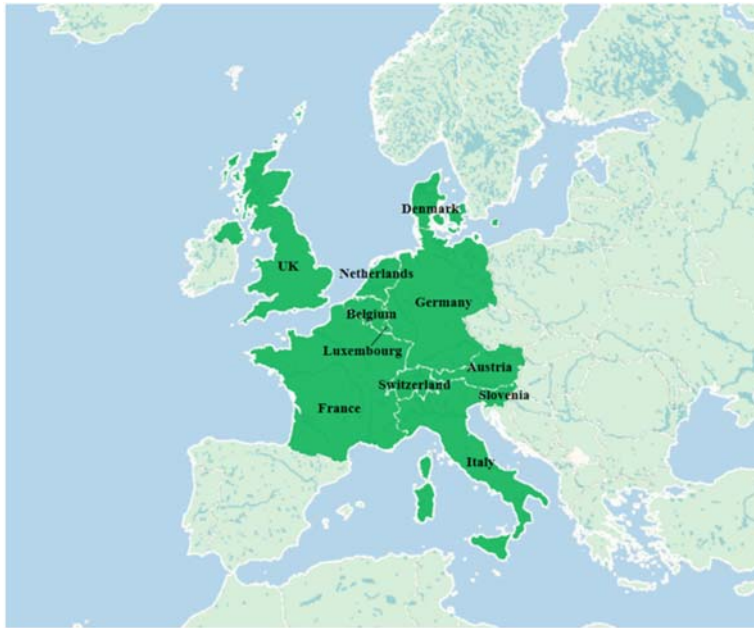 Denmark
UK
Netherlands
Germany
Belgium
Luxembourg
Austria
Switzerland
Slovenia
France
Italy